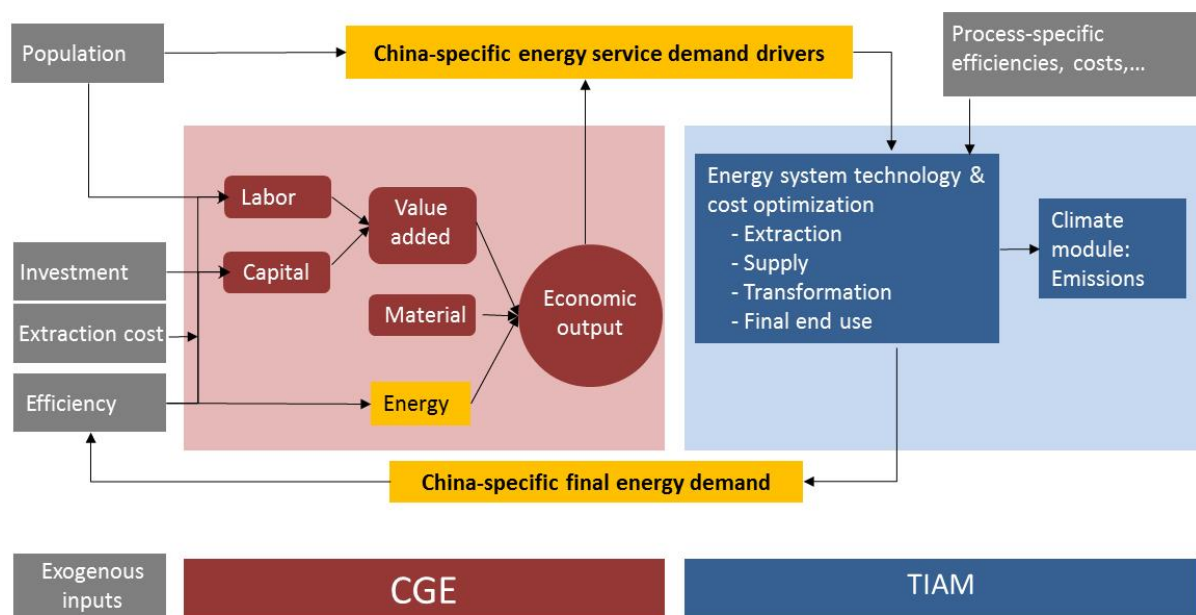 Population
China-specific energy service demand drivers
Process-specific
efficiencies, costs,...
Labor
Value
added
Capital
Investment
Extraction cost
Material
Economic
output
Efficiency
Energy
Energy system technology &
cost optimization
- Extraction
- Supply
- Transformation
- Final end use
Climate
module:
Emissions
China-specific final energy demand
Exogenous
inputs
CGE
TIAM